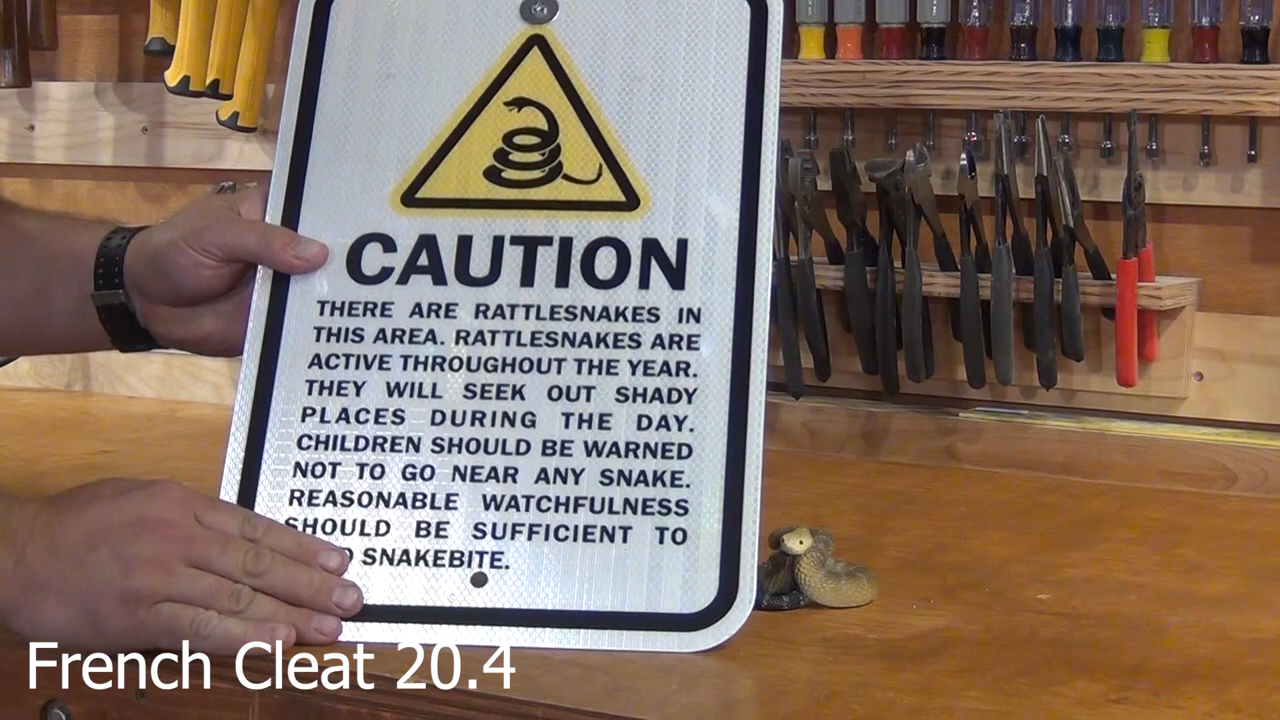 CAUTION
THERE ARE RATTLESNAKES IN
THIS AREA. RATTLESNAKES ARE
ACTIVE THROUGHOUT THE YEAR.
THEY WILL SEEK OUT SHADY
PLACES DURING THE DAY.
CHILDREN SHOULD BE WARNED
NOT TO GO NEAR ANY SNAKE.
REASONABLE WATCHFULNESS
SHOULD BE SUFFICIENT TO
SNAKEBITE.
French Cleat 20.4